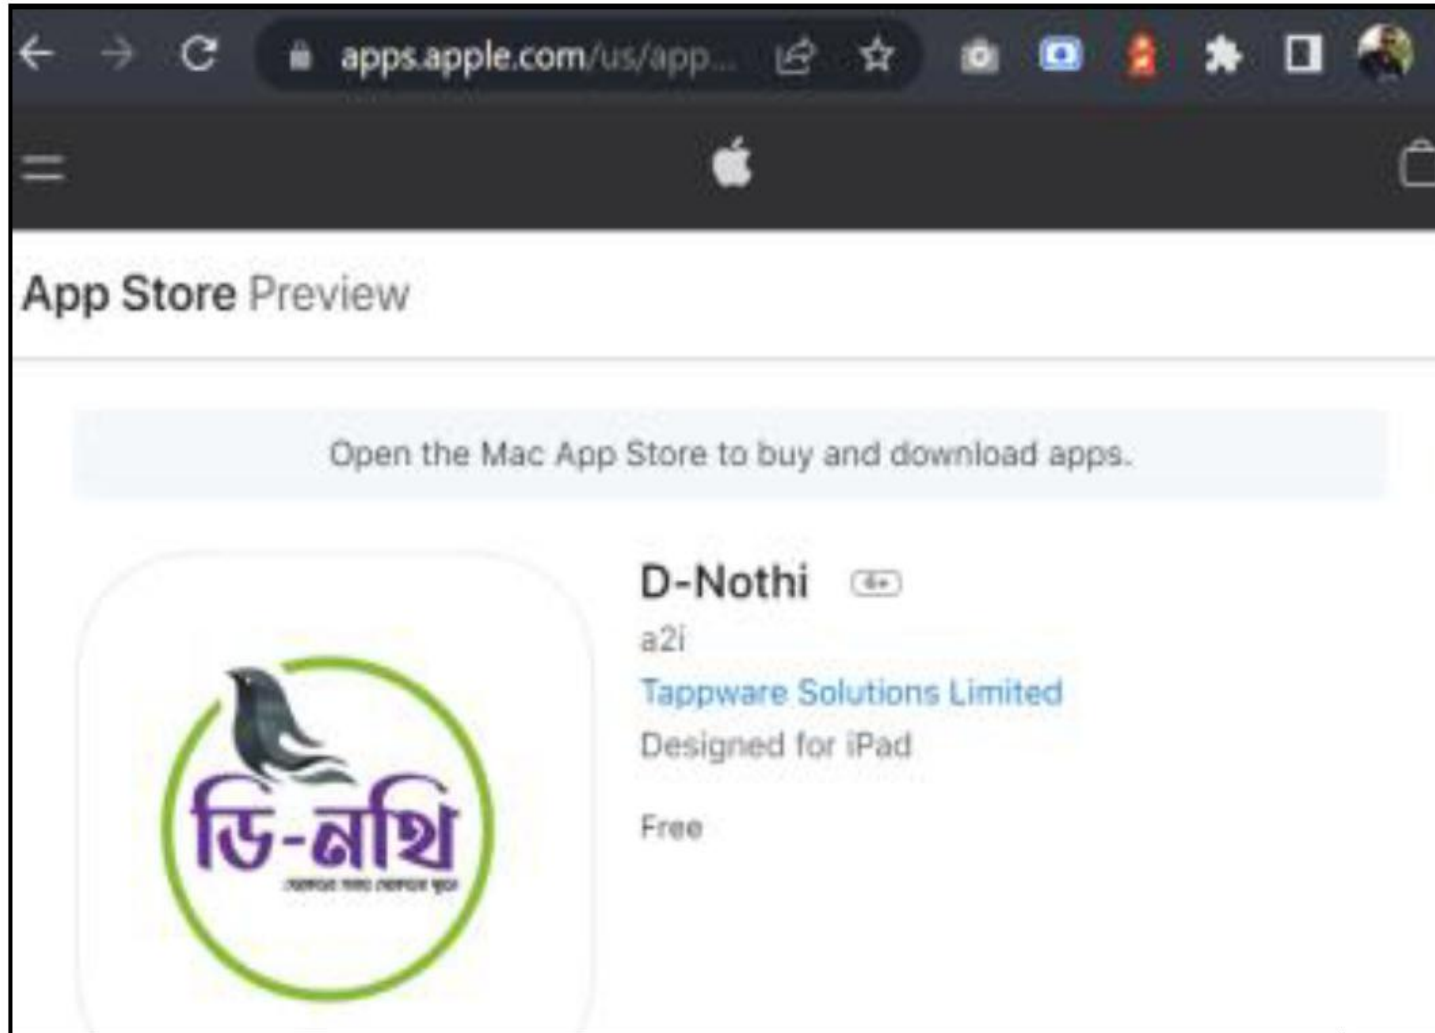 apps.apple.com/us/app...
App Store Preview
Open the Mac App Store to buy and download apps.
D-Nothi 4+
a2i
Tappware Solutions Limited
Designed for iPad
Free
ডি-নথি